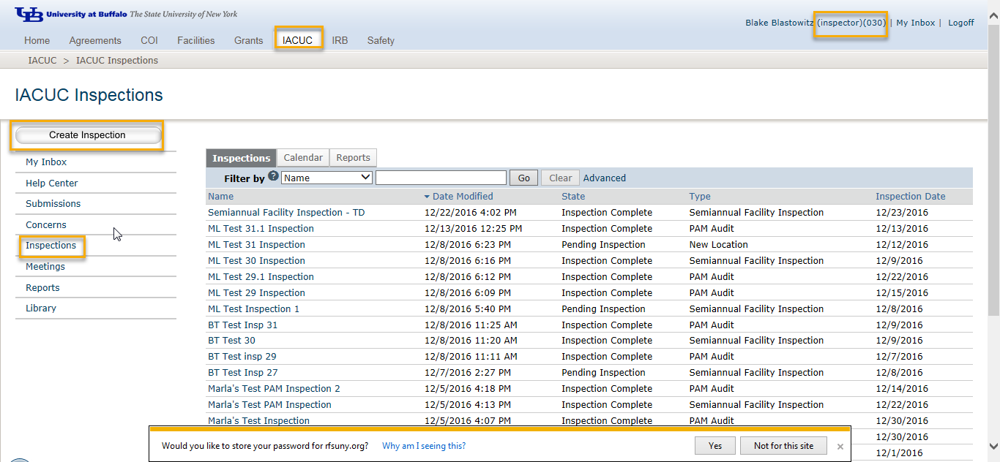 UB University at Buffalo The State University of New York
Blake Blastowitz (inspector)(030) | My Inbox | Logoff
Home Agreements COI Facilities Grants IACUC IRB Safety
IACUC > IACUC Inspections
IACUC Inspections
Create Inspection
My Inbox
Help Center
Submissions
Concerns
Inspections
Meetings
Reports
Library
Inspections Calendar Reports
Filter by ? Name Go Clear Advanced
Name Date Modified State Type Inspection Date
Semiannual Facility Inspection - TD 12/22/2016 4:02 PM Inspection Complete Semiannual Facility Inspection 12/23/2016
ML Test 31.1 Inspection 12/13/2016 12:25 PM Inspection Complete PAM Audit 12/13/2016
ML Test 31 Inspection 12/8/2016 6:23 PM Pending Inspection New Location 12/12/2016
ML Test 30 Inspection 12/8/2016 6:16 PM Inspection Complete Semiannual Facility Inspection 12/9/2016
ML Test 29.1 Inspection 12/8/2016 6:12 PM Inspection Complete PAM Audit 12/22/2016
ML Test 29 Inspection 12/8/2016 6:09 PM Inspection Complete PAM Audit 12/15/2016
ML Test Inspection 1 12/8/2016 5:40 PM Pending Inspection Semiannual Facility Inspection 12/8/2016
BT Test Insp 31 12/8/2016 11:25 AM Inspection Complete PAM Audit 12/9/2016
BT Test 30 12/8/2016 11:20 AM Inspection Complete Semiannual Facility Inspection 12/9/2016
BT Test insp 29 12/8/2016 11:11 AM Inspection Complete PAM Audit 12/7/2016
BT Test Insp 27 12/7/2016 2:27 PM Pending Inspection Semiannual Facility Inspection 12/8/2016
Marla's Test PAM Inspection 2 12/5/2016 4:18 PM Inspection Complete PAM Audit 12/14/2016
Marla's Test PAM Inspection 12/5/2016 4:13 PM Inspection Complete Semiannual Facility Inspection 12/22/2016
Marla's Test Inspection 12/5/2016 4:07 PM Inspection Complete PAM Audit 12/30/2016
12/30/2016
12/1/2016
Would you like to store your password for rfsuny.org? Why am I seeing this? Yes Not for this site ×